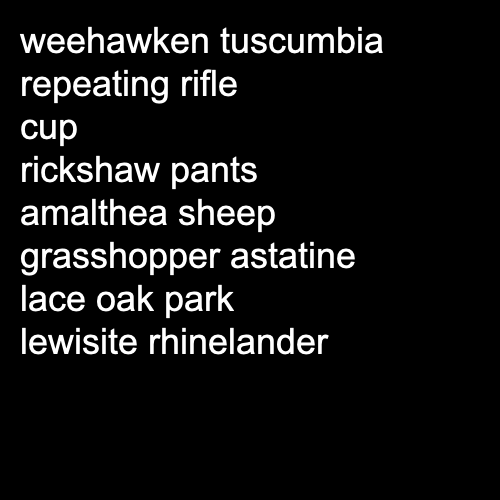 weehawken tuscumbia
repeating rifle
cup
rickshaw pants
amalthea sheep
grasshopper astatine
lace oak park
lewisite rhinelander